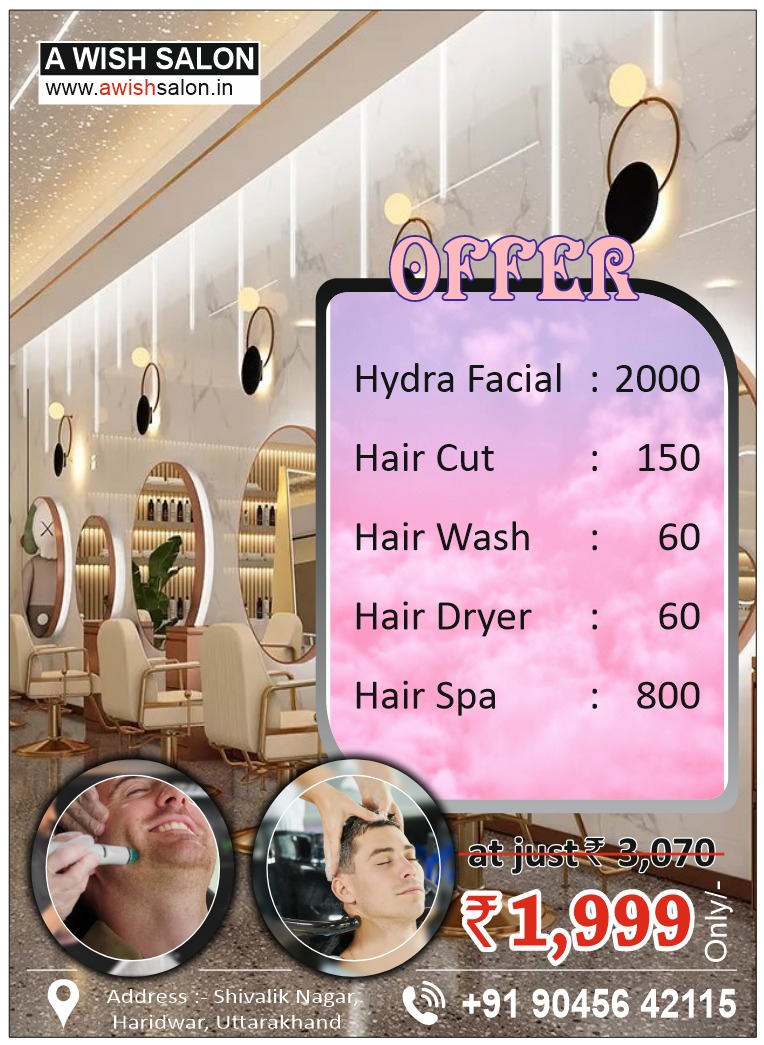 A WISH SALON
www.awishsalon.in
OFFER
Hydra Facial : 2000
Hair Cut : 150
Hair Wash : 60
Hair Dryer : 60
Hair Spa : 800
at just ₹ 3,070
₹1,999 Only/-
Address :- Shivalik Nagar,
Haridwar, Uttarakhand
+91 90456 42115